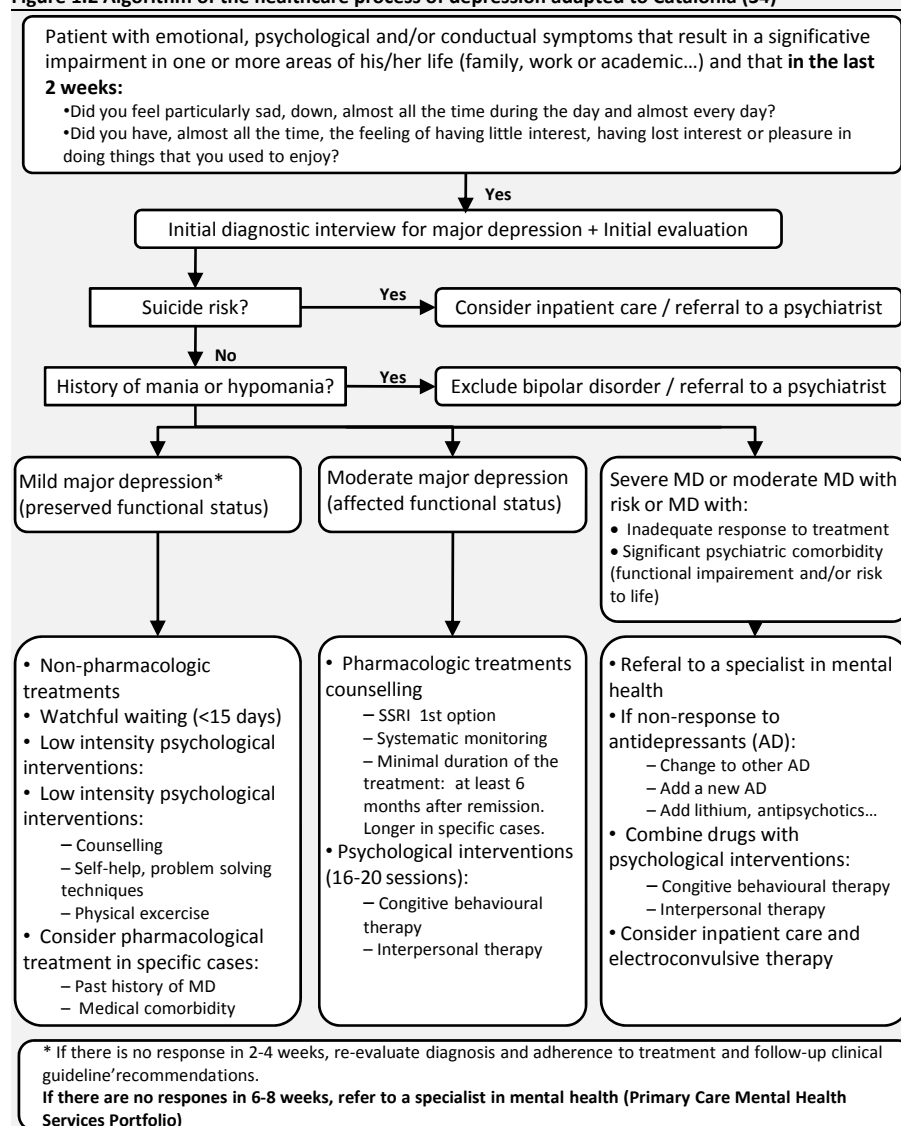 Figure 1.2 Algorithm of the healthcare process of depression adapted to Catalonia (34)
Patient with emotional, psychological and/or conductual symptoms that result in a significative
impairment in one or more areas of his/her life (family, work or academic...) and that in the last
2 weeks:
•Did you feel particularly sad, down, almost all the time during the day and almost every day?
•Did you have, almost all the time, the feeling of having little interest, having lost interest or pleasure in
doing things that you used to enjoy?
Yes
Initial diagnostic interview for major depression + Initial evaluation
Suicide risk?
Yes
Consider inpatient care / referral to a psychiatrist
No
History of mania or hypomania?
Yes
Exclude bipolar disorder / referral to a psychiatrist
Mild major depression*
(preserved functional status)
Moderate major depression
(affected functional status)
Severe MD or moderate MD with
risk or MD with:
• Inadequate response to treatment
• Significant psychiatric comorbidity
(functional impairement and/or risk
to life)
• Non-pharmacologic
treatments
• Watchful waiting (<15 days)
• Low intensity psychological
interventions:
• Low intensity psychological
interventions:
– Counselling
– Self-help, problem solving
techniques
– Physical excercise
• Consider pharmacological
treatment in specific cases:
– Past history of MD
– Medical comorbidity
• Pharmacologic treatments
counselling
– SSRI 1st option
– Systematic monitoring
– Minimal duration of the
treatment: at least 6
months after remission.
Longer in specific cases.
• Psychological interventions
(16-20 sessions):
– Congitive behavioural
therapy
– Interpersonal therapy
• Referal to a specialist in mental
health
• If non-response to
antidepressants (AD):
– Change to other AD
– Add a new AD
– Add lithium, antipsychotics...
• Combine drugs with
psychological interventions:
– Congitive behavioural therapy
– Interpersonal therapy
• Consider inpatient care and
electroconvulsive therapy
* If there is no response in 2-4 weeks, re-evaluate diagnosis and adherence to treatment and follow-up clinical
guideline'recommendations.
If there are no respones in 6-8 weeks, refer to a specialist in mental health (Primary Care Mental Health
Services Portfolio)